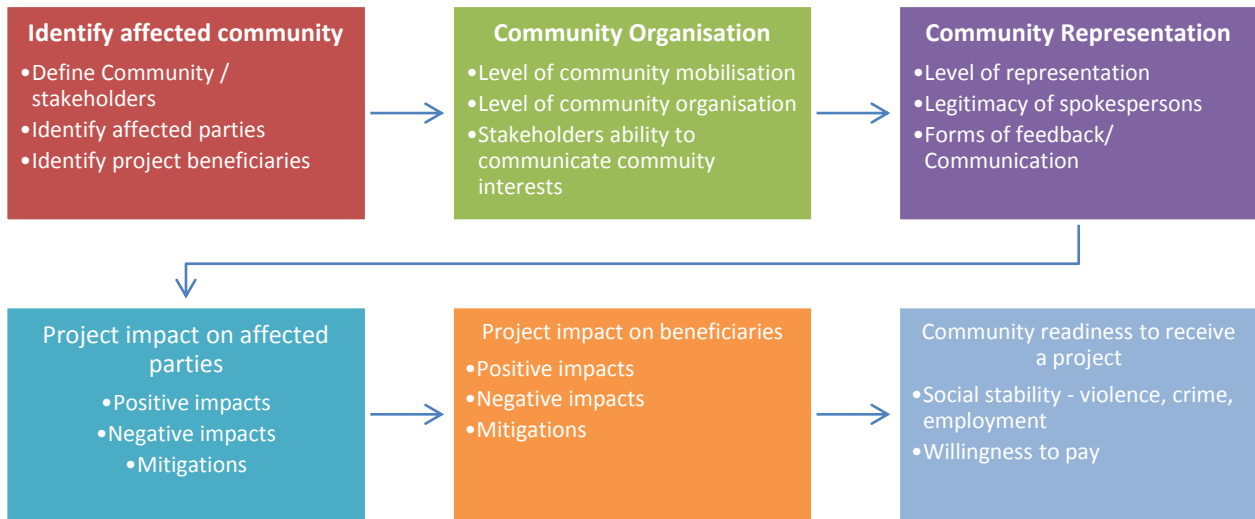 Identify affected community
•Define Community /
stakeholders
•Identify affected parties
•Identify project beneficiaries
Community Organisation
•Level of community mobilisation
•Level of community organisation
•Stakeholders ability to
communicate commuity
interests
Community Representation
•Level of representation
•Legitimacy of spokespersons
•Forms of feedback/
Communication
Project impact on affected
parties
•Positive impacts
•Negative impacts
•Mitigations
Project impact on beneficiaries
•Positive impacts
•Negative impacts
•Mitigations
Community readiness to receive
a project
•Social stability - violence, crime,
employment
•Willingness to pay